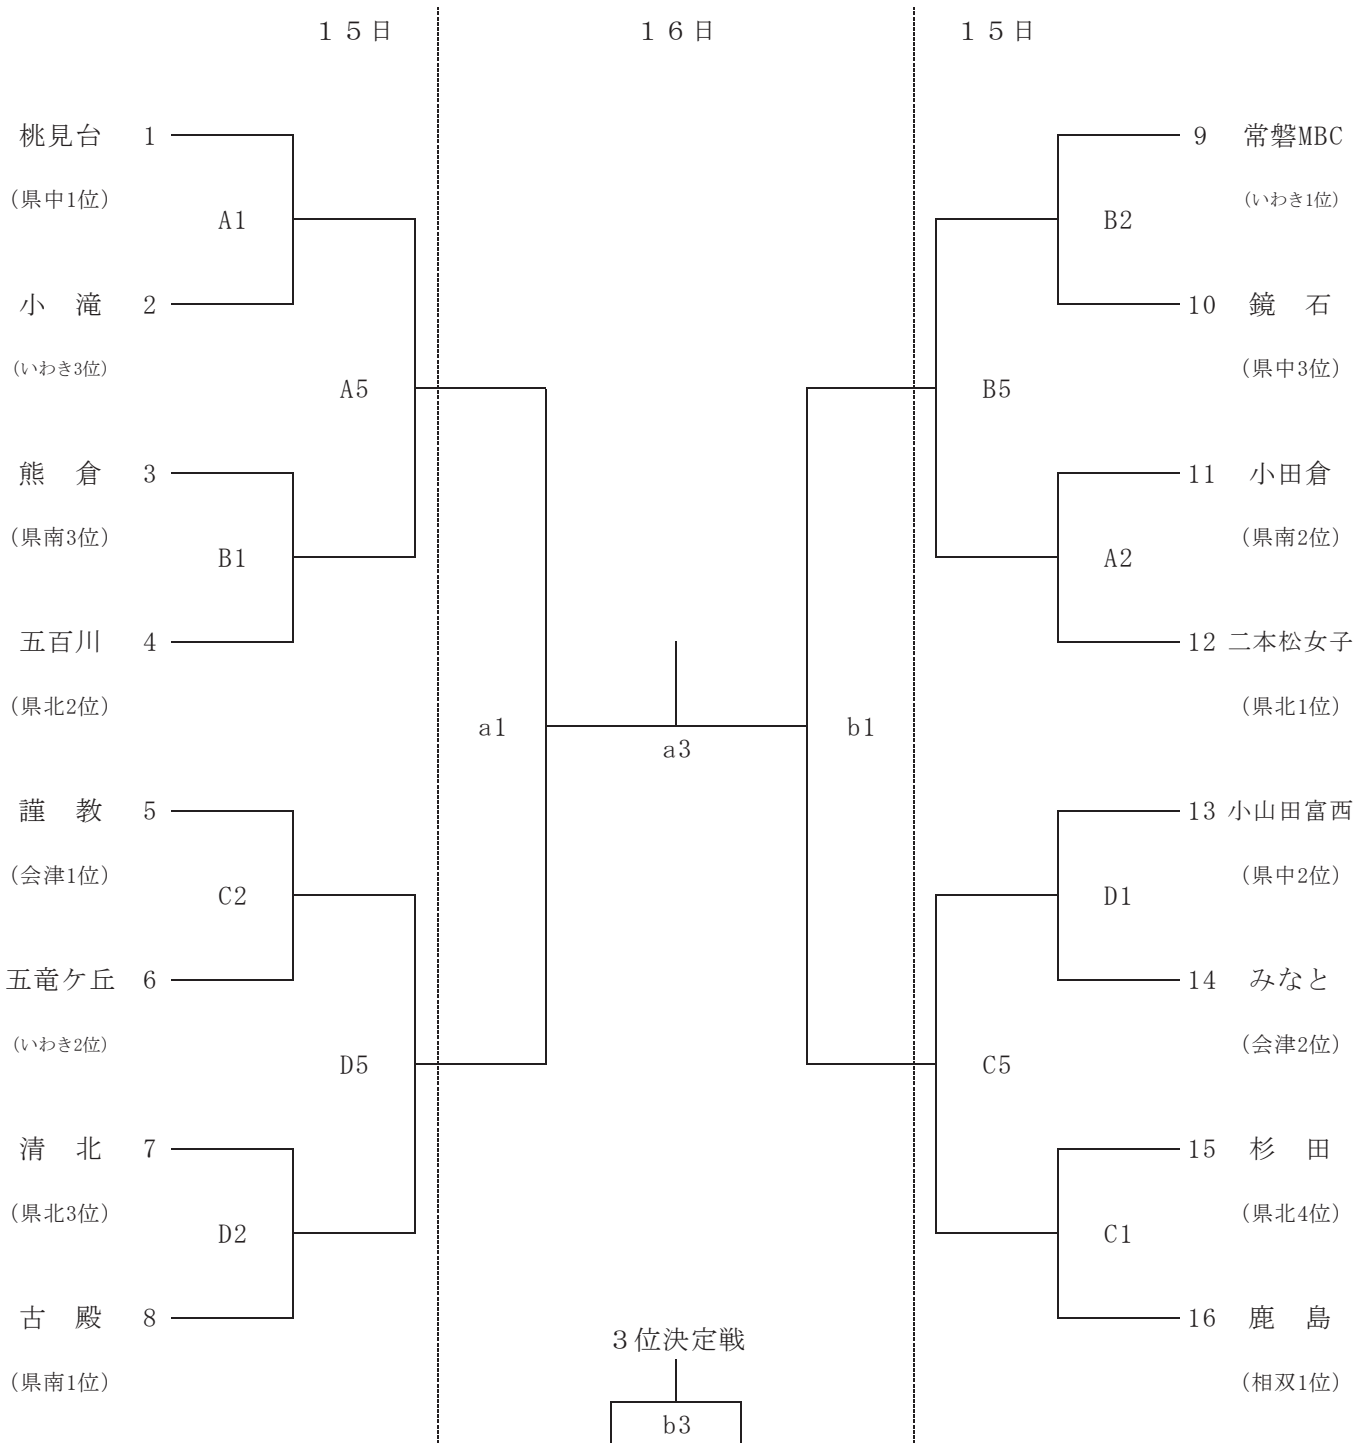 １５日 １６日 １５日
桃見台 1
(県中1位)
A1
小　滝 2
(いわき3位)
A5
熊　倉 3
(県南3位)
B1
五百川 4
(県北2位)
a1
謹　教 5
(会津1位)
C2
五竜ケ丘 6
(いわき2位)
D5
清　北 7
(県北3位)
D2
古　殿 8
(県南1位)
a3
３位決定戦
b3
9 常磐MBC
(いわき1位)
B2
10 鏡　石
(県中3位)
B5
11 小田倉
(県南2位)
A2
12 二本松女子
(県北1位)
b1
13 小山田富西
(県中2位)
D1
14 みなと
(会津2位)
C5
15 杉　田
(県北4位)
C1
16 鹿　島
(相双1位)